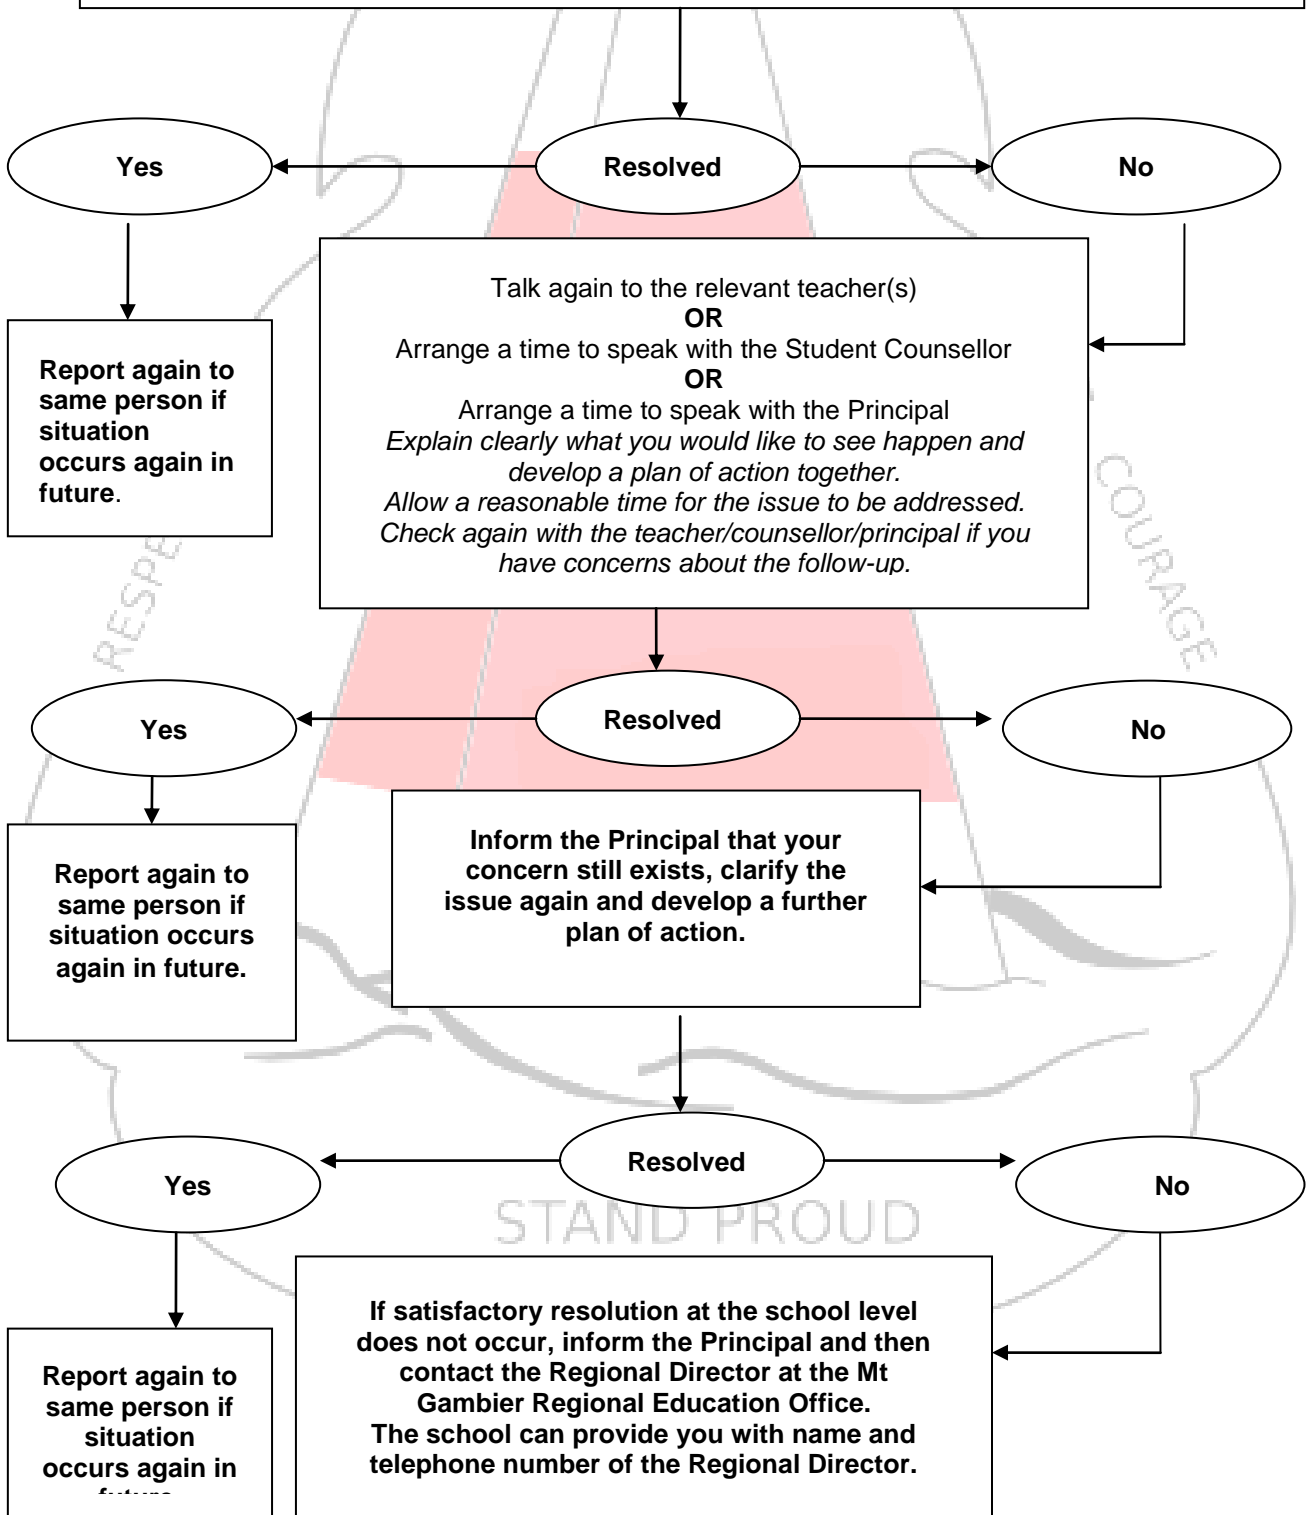 Yes
Resolved
No
Report again to
same person if
situation
occurs again in
future.
Talk again to the relevant teacher(s)
OR
Arrange a time to speak with the Student Counsellor
OR
Arrange a time to speak with the Principal
Explain clearly what you would like to see happen and
develop a plan of action together.
Allow a reasonable time for the issue to be addressed.
Check again with the teacher/counsellor/principal if you
have concerns about the follow-up.
RESPE
COURAGE
Yes
Resolved
No
Report again to
same person if
situation occurs
again in future.
Inform the Principal that your
concern still exists, clarify the
issue again and develop a further
plan of action.
Yes
Resolved
No
STAND PROUD
Report again to
same person if
situation
occurs again in
If satisfactory resolution at the school level
does not occur, inform the Principal and then
contact the Regional Director at the Mt
Gambier Regional Education Office.
The school can provide you with name and
telephone number of the Regional Director.